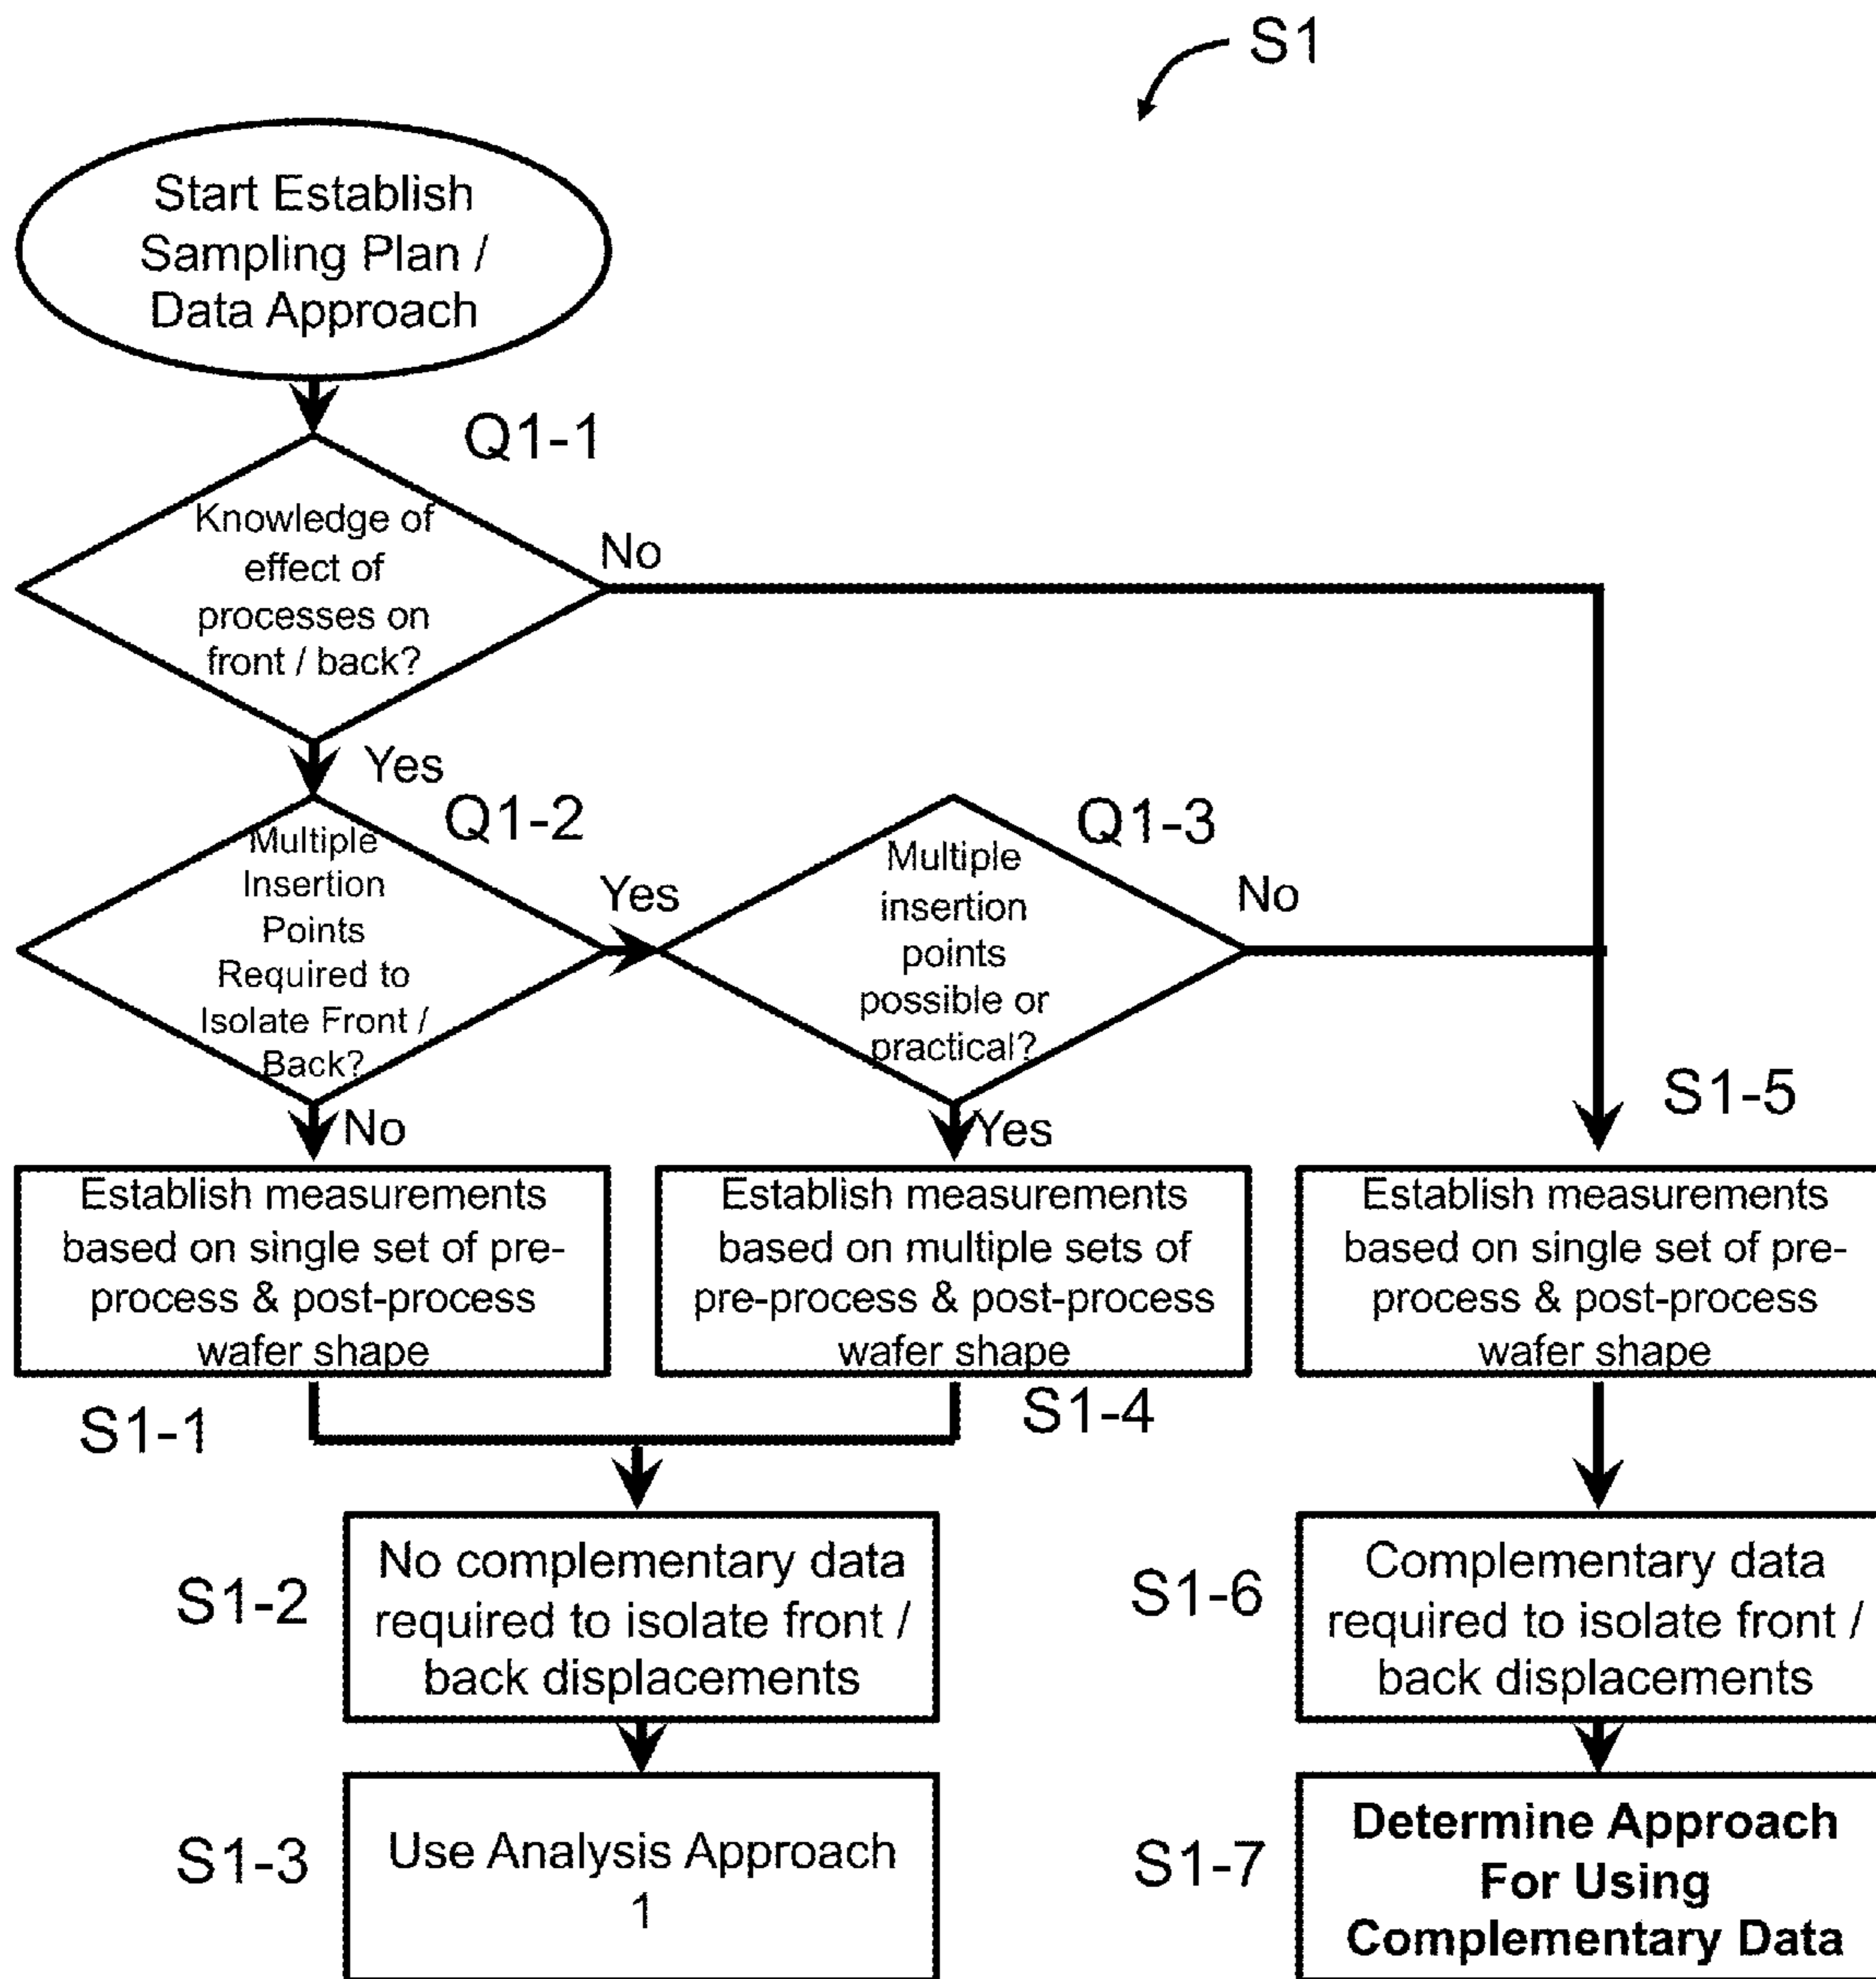 S1
Start Establish
Sampling Plan /
Data Approach
Q1-1
Knowledge of
effect of
processes on
front / back?
No
Yes
Q1-2
Multiple
Insertion
Points
Required to
Isolate Front /
Back?
Yes
Q1-3
Multiple
insertion
points
possible or
practical?
No
No
Yes
S1-5
Establish measurements
based on single set of pre-
process & post-process
wafer shape
Establish measurements
based on multiple sets of
pre-process & post-process
wafer shape
Establish measurements
based on single set of pre-
process & post-process
wafer shape
S1-1
S1-4
S1-2
No complementary data
required to isolate front /
back displacements
S1-6
Complementary data
required to isolate front /
back displacements
S1-3
Use Analysis Approach
1
S1-7
Determine Approach
For Using
Complementary Data